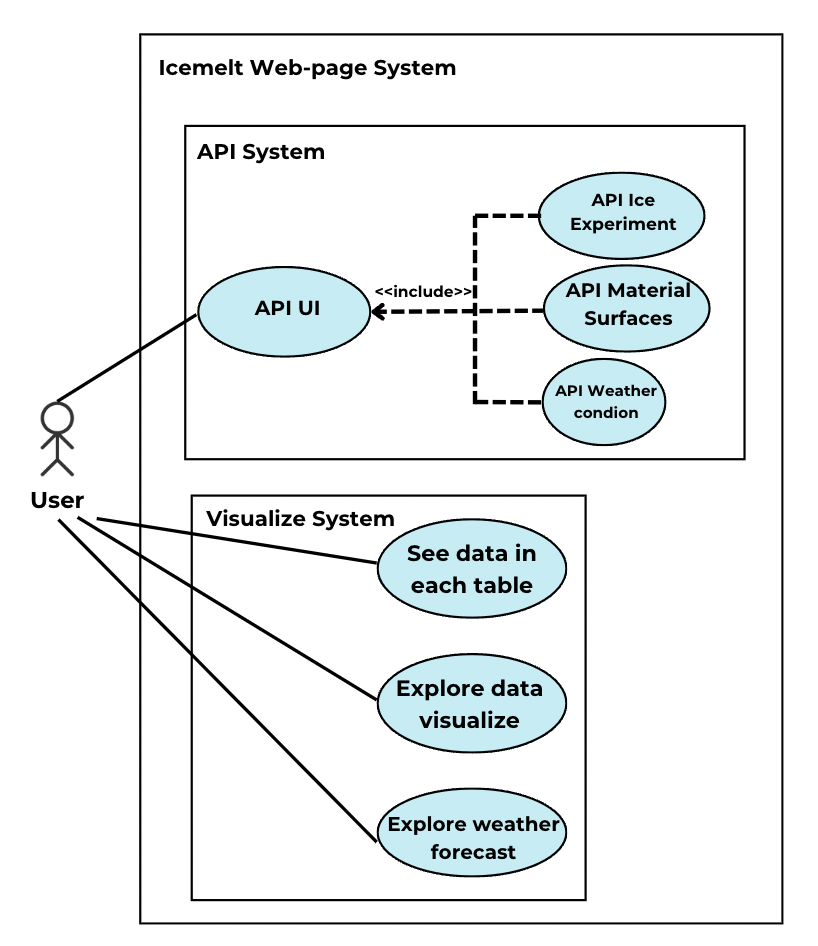 Icemelt Web-page System
API System
API Ice
Experiment
<<include>>
API UI
API Material
Surfaces
API Weather
condion
User
Visualize System
See data in
each table
Explore data
visualize
Explore weather
forecast